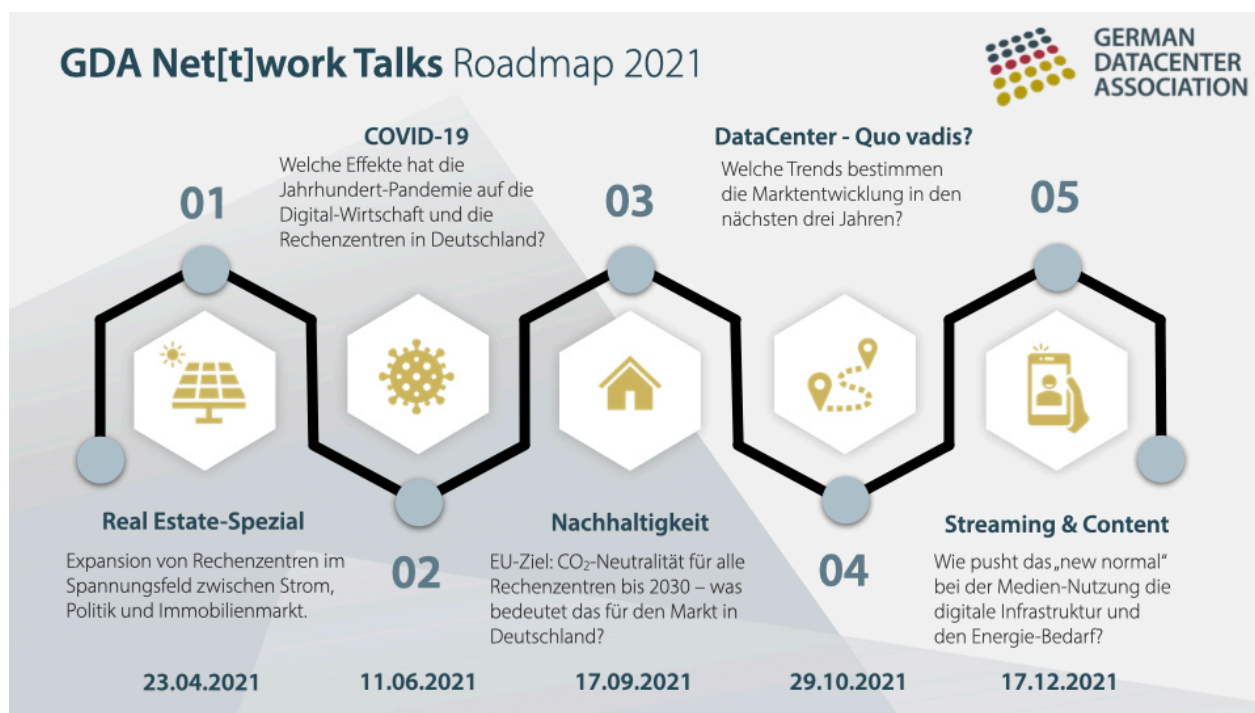 GDA Net[t]work Talks Roadmap 2021
GERMAN
DATACENTER
ASSOCIATION
01
Real Estate-Spezial
Expansion von Rechenzentren im
Spannungsfeld zwischen Strom,
Politik und Immobilienmarkt.
23.04.2021
COVID-19
Welche Effekte hat die
Jahrhundert-Pandemie auf die
Digital-Wirtschaft und die
Rechenzentren in Deutschland?
02
11.06.2021
03
Nachhaltigkeit
EU-Ziel: CO₂-Neutralität für alle
Rechenzentren bis 2030 – was
bedeutet das für den Markt in
Deutschland?
17.09.2021
DataCenter - Quo vadis?
Welche Trends bestimmen
die Marktentwicklung in den
nächsten drei Jahren?
04
29.10.2021
05
Streaming & Content
Wie pusht das „new normal“
bei der Medien-Nutzung die
digitale Infrastruktur und
den Energie-Bedarf?
17.12.2021